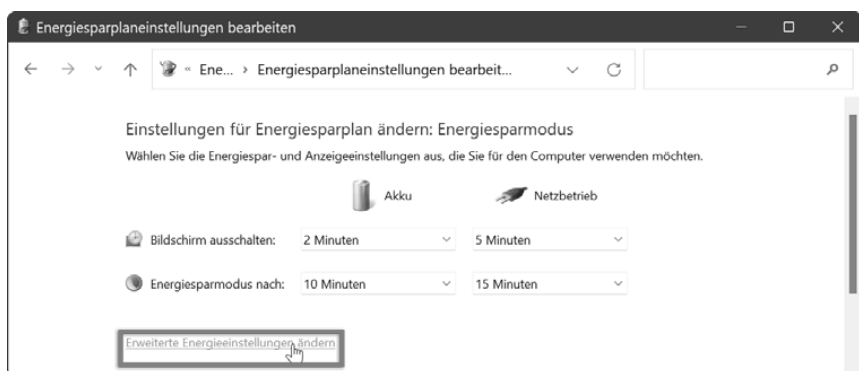 Energiesparplaneinstellungen bearbeiten
« Ene... › Energiesparplaneinstellungen bearbeit...
Einstellungen für Energiesparplan ändern: Energiesparmodus
Wählen Sie die Energiespar- und Anzeigeeinstellungen aus, die Sie für den Computer verwenden möchten.
Akku Netzbetrieb
Bildschirm ausschalten: 2 Minuten 5 Minuten
Energiesparmodus nach: 10 Minuten 15 Minuten
Erweiterte Energieeinstellungen ändern